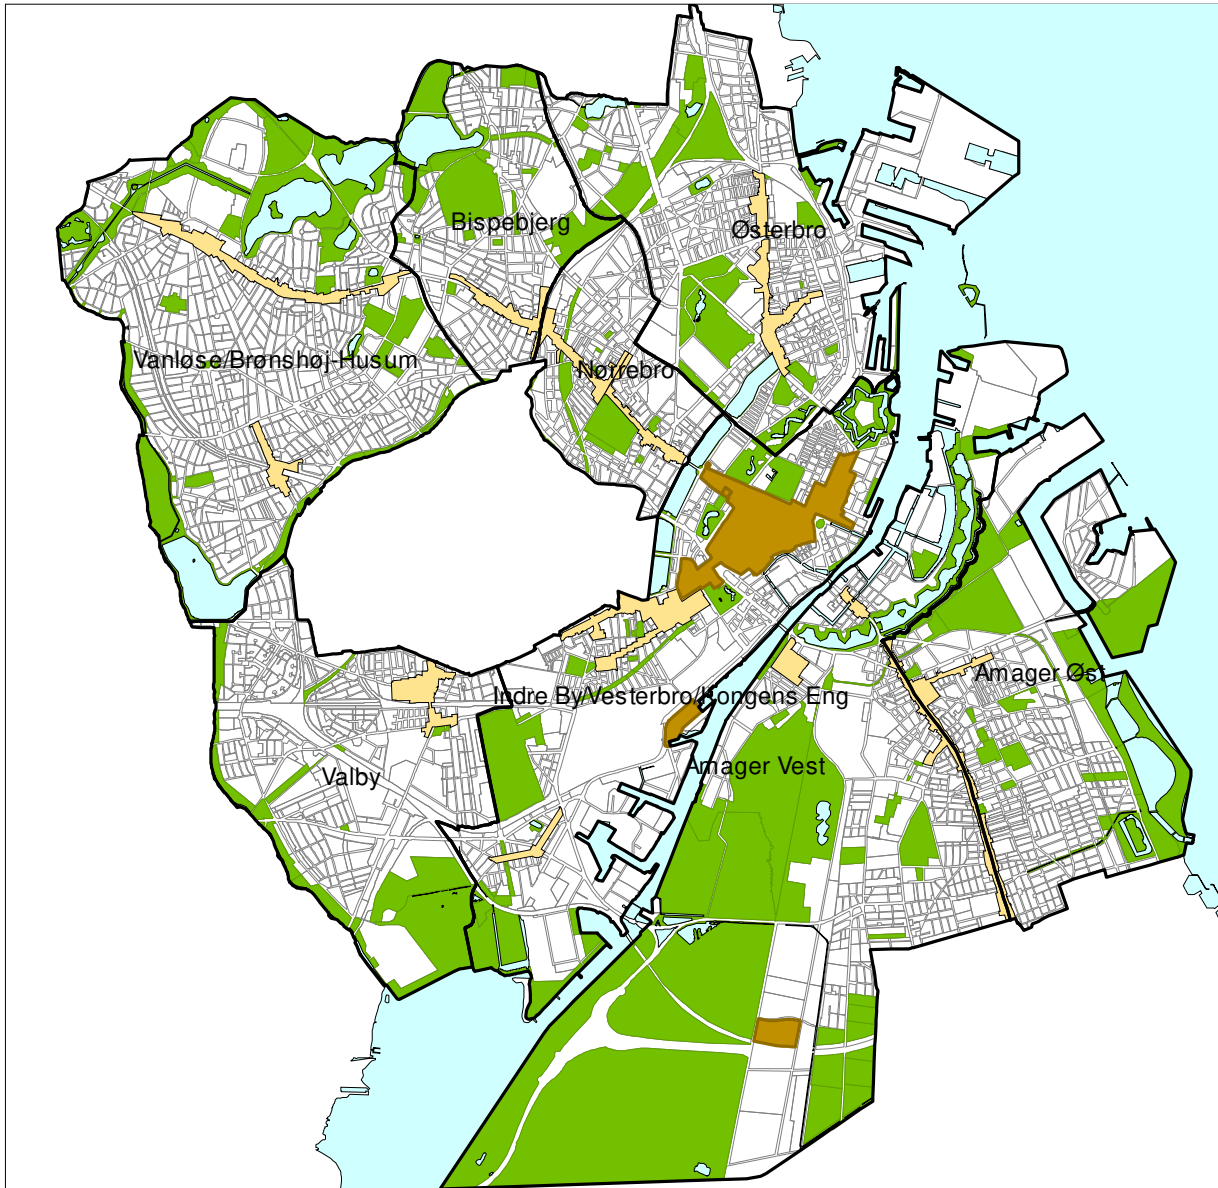 Bispebjerg
Østerbro
Vanløse/Brønshøj-Husum
Nørrebro
Amager Øst
Indre By/Vesterbro/Kongens Eng
Amager Vest
Valby